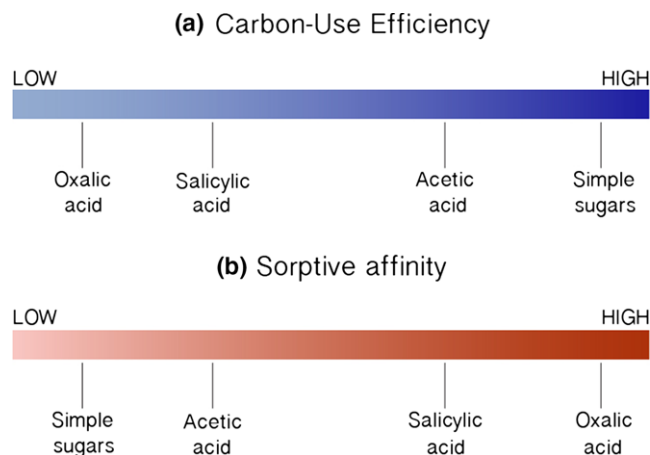 (a) Carbon-Use Efficiency
LOW HIGH
Oxalic Salicylic Acetic Simple
acid acid acid sugars
(b) Sorptive affinity
LOW HIGH
Simple Acetic Salicylic Oxalic
sugars acid acid acid